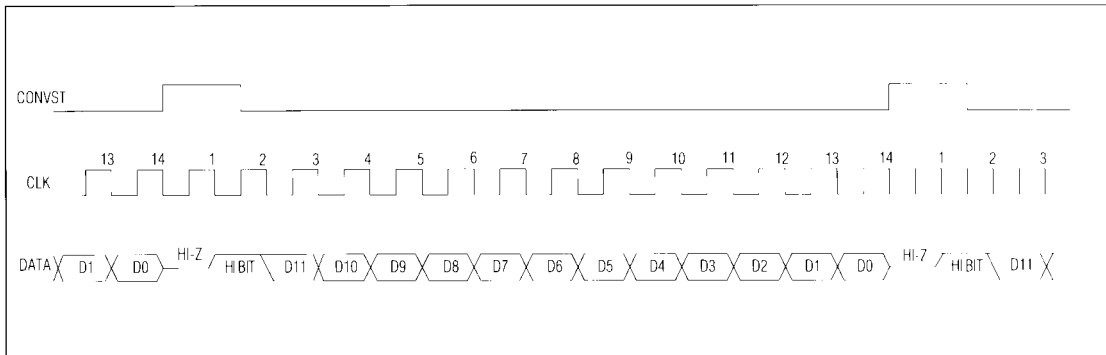 CONVST
13 14 1 2 3 4 5 6 7 8 9 10 11 12 13 14 1 2 3
CLK
DATA D1 D0 HI-Z HI BIT D11 D10 D9 D8 D7 D6 D5 D4 D3 D2 D1 D0 HI-7 HI BIT D11